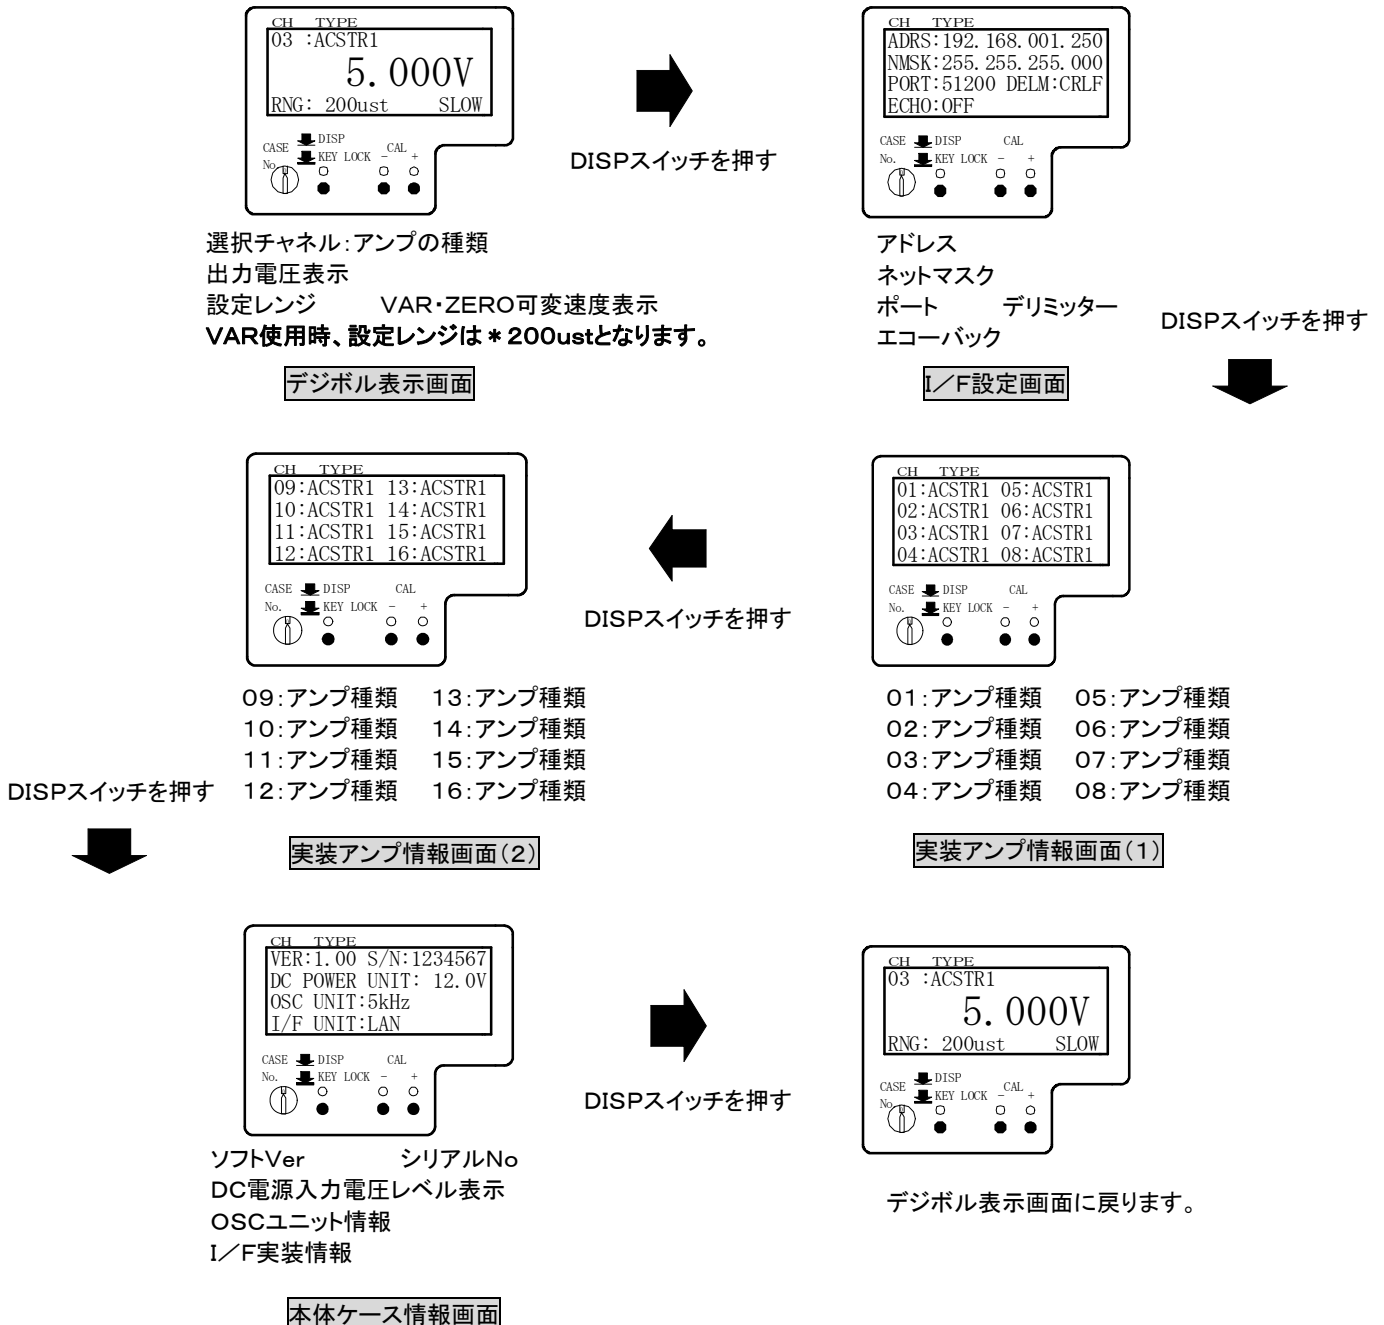 CH TYPE
03 :ACSTR1
5.000V
RNG: 200ust SLOW
CASE DISP CAL
No. KEY LOCK - +
選択チャネル:アンプの種類
出力電圧表示
設定レンジ VAR・ZERO可変速度表示
VAR使用時、設定レンジは*200ustとなります。
デジボル表示画面
DISPスイッチを押す
CH TYPE
ADRS:192.168.001.250
NMSK:255.255.255.000
PORT:51200 DELM:CRLF
ECHO:OFF
CASE DISP CAL
No. KEY LOCK - +
アドレス
ネットマスク
ポート デリミッター
エコーバック
I/F設定画面
DISPスイッチを押す
CH TYPE
01:ACSTR1 05:ACSTR1
02:ACSTR1 06:ACSTR1
03:ACSTR1 07:ACSTR1
04:ACSTR1 08:ACSTR1
CASE DISP CAL
No. KEY LOCK - +
01:アンプ種類 05:アンプ種類
02:アンプ種類 06:アンプ種類
03:アンプ種類 07:アンプ種類
04:アンプ種類 08:アンプ種類
実装アンプ情報画面(1)
DISPスイッチを押す
CH TYPE
09:ACSTR1 13:ACSTR1
10:ACSTR1 14:ACSTR1
11:ACSTR1 15:ACSTR1
12:ACSTR1 16:ACSTR1
CASE DISP CAL
No. KEY LOCK - +
09:アンプ種類 13:アンプ種類
10:アンプ種類 14:アンプ種類
11:アンプ種類 15:アンプ種類
12:アンプ種類 16:アンプ種類
実装アンプ情報画面(2)
DISPスイッチを押す
CH TYPE
VER:1.00 S/N:1234567
DC POWER UNIT: 12.0V
OSC UNIT:5kHz
I/F UNIT:LAN
CASE DISP CAL
No. KEY LOCK - +
ソフトVer シリアルNo
DC電源入力電圧レベル表示
OSCユニット情報
I/F実装情報
本体ケース情報画面
DISPスイッチを押す
CH TYPE
03 :ACSTR1
5.000V
RNG: 200ust SLOW
CASE DISP CAL
No. KEY LOCK - +
デジボル表示画面に戻ります。